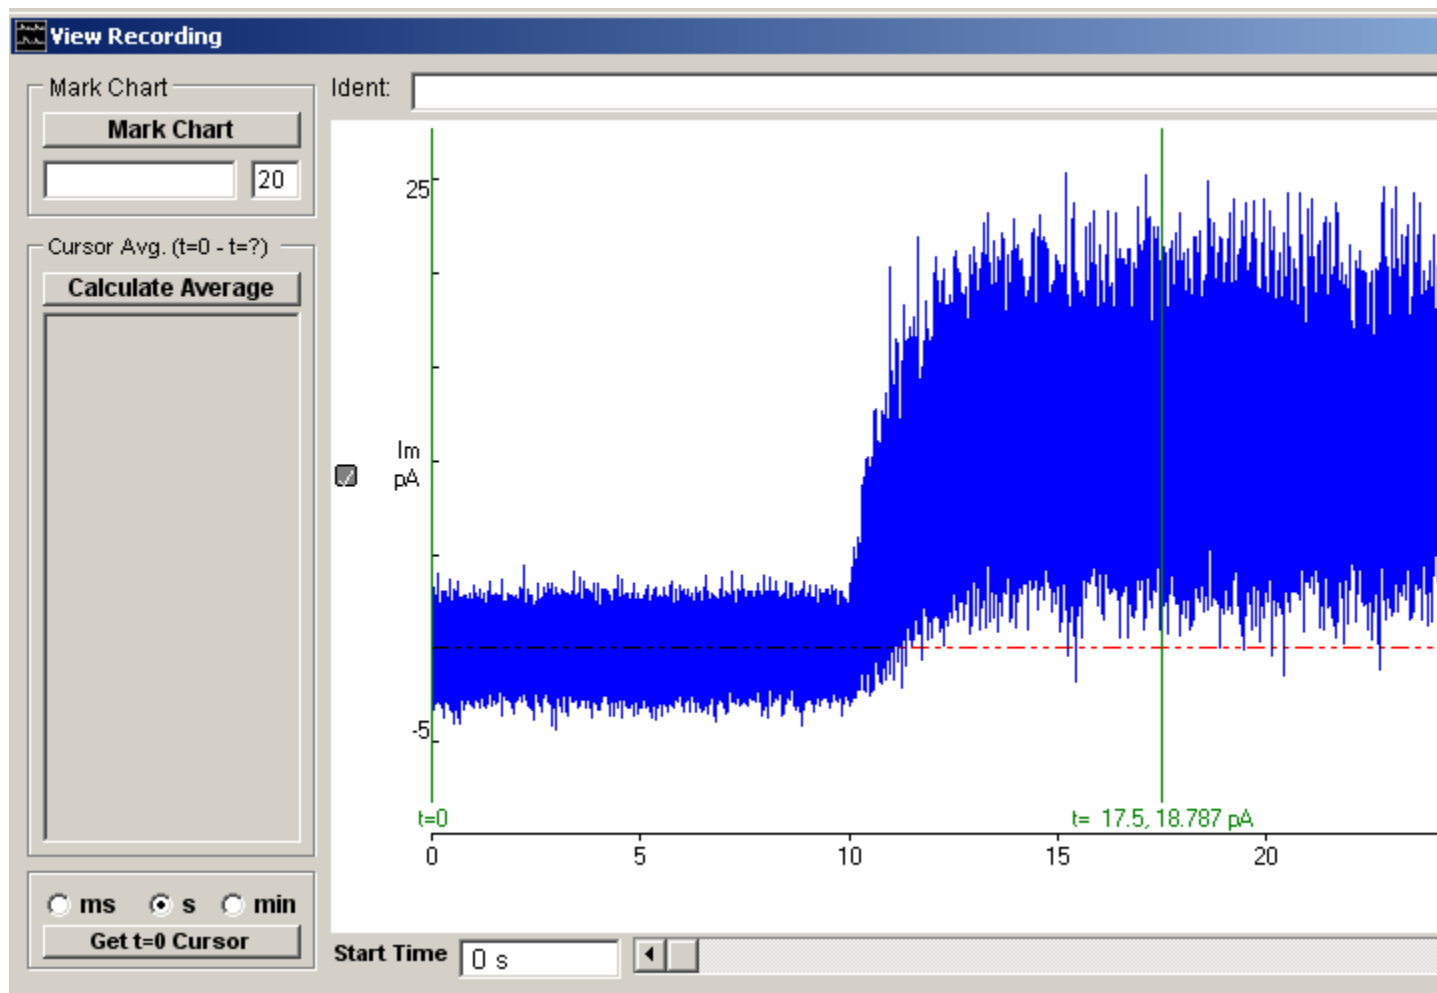 View Recording
Mark Chart
Mark Chart
20
Cursor Avg. (t=0 - t=?)
Calculate Average
ms s min
Get t=0 Cursor
Ident:
25
Im
pA
-5
t=0 t= 17.5, 18.787 pA
0 5 10 15 20
Start Time 0 s